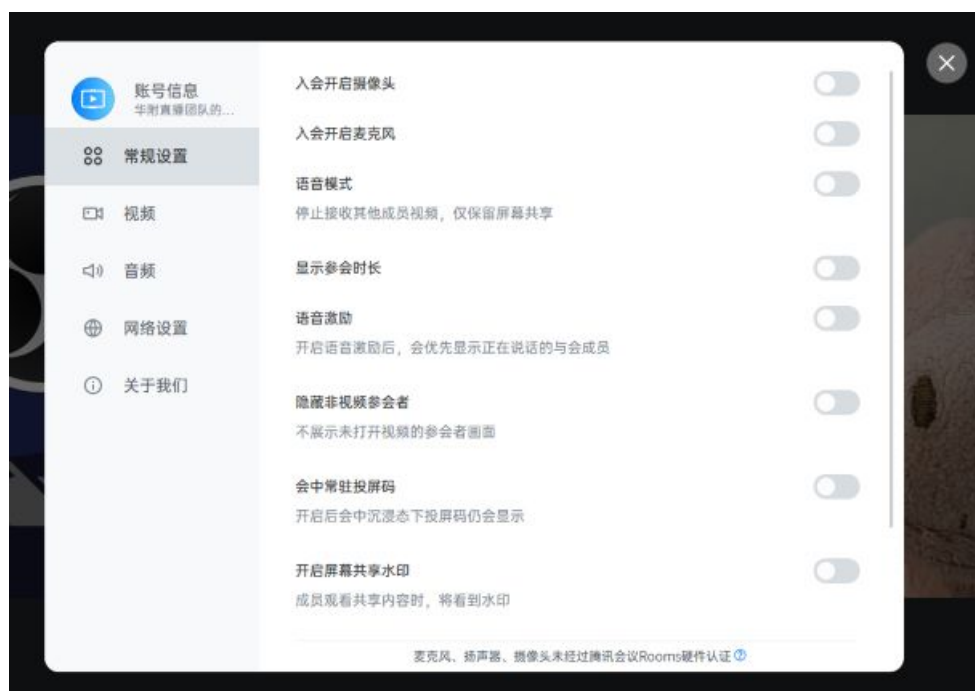 账号信息
华附直播团队的...
常规设置
视频
音频
网络设置
关于我们
入会开启摄像头
入会开启麦克风
语音模式
停止接收其他成员视频，仅保留屏幕共享
显示参会时长
语音激励
开启语音激励后，会优先显示正在说话的与会成员
隐藏非视频参会者
不展示未打开视频的参会者画面
会中常驻投屏码
开启后会中沉浸态下投屏码仍会显示
开启屏幕共享水印
成员观看共享内容时，将看到水印
麦克风、扬声器、摄像头未经过腾讯会议Rooms硬件认证